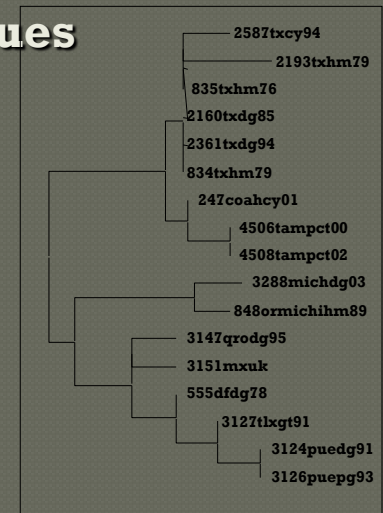 ues
2587txcy94
2193txhm79
835txhm76
2160txdg85
2361txdg94
834txhm79
247coahcy01
4506tampct00
4508tampct02
3288michdg03
848ormichihm89
3147qrodg95
3151mxuk
555dfdg78
3127tlxgt91
3124puedg91
3126puepg93